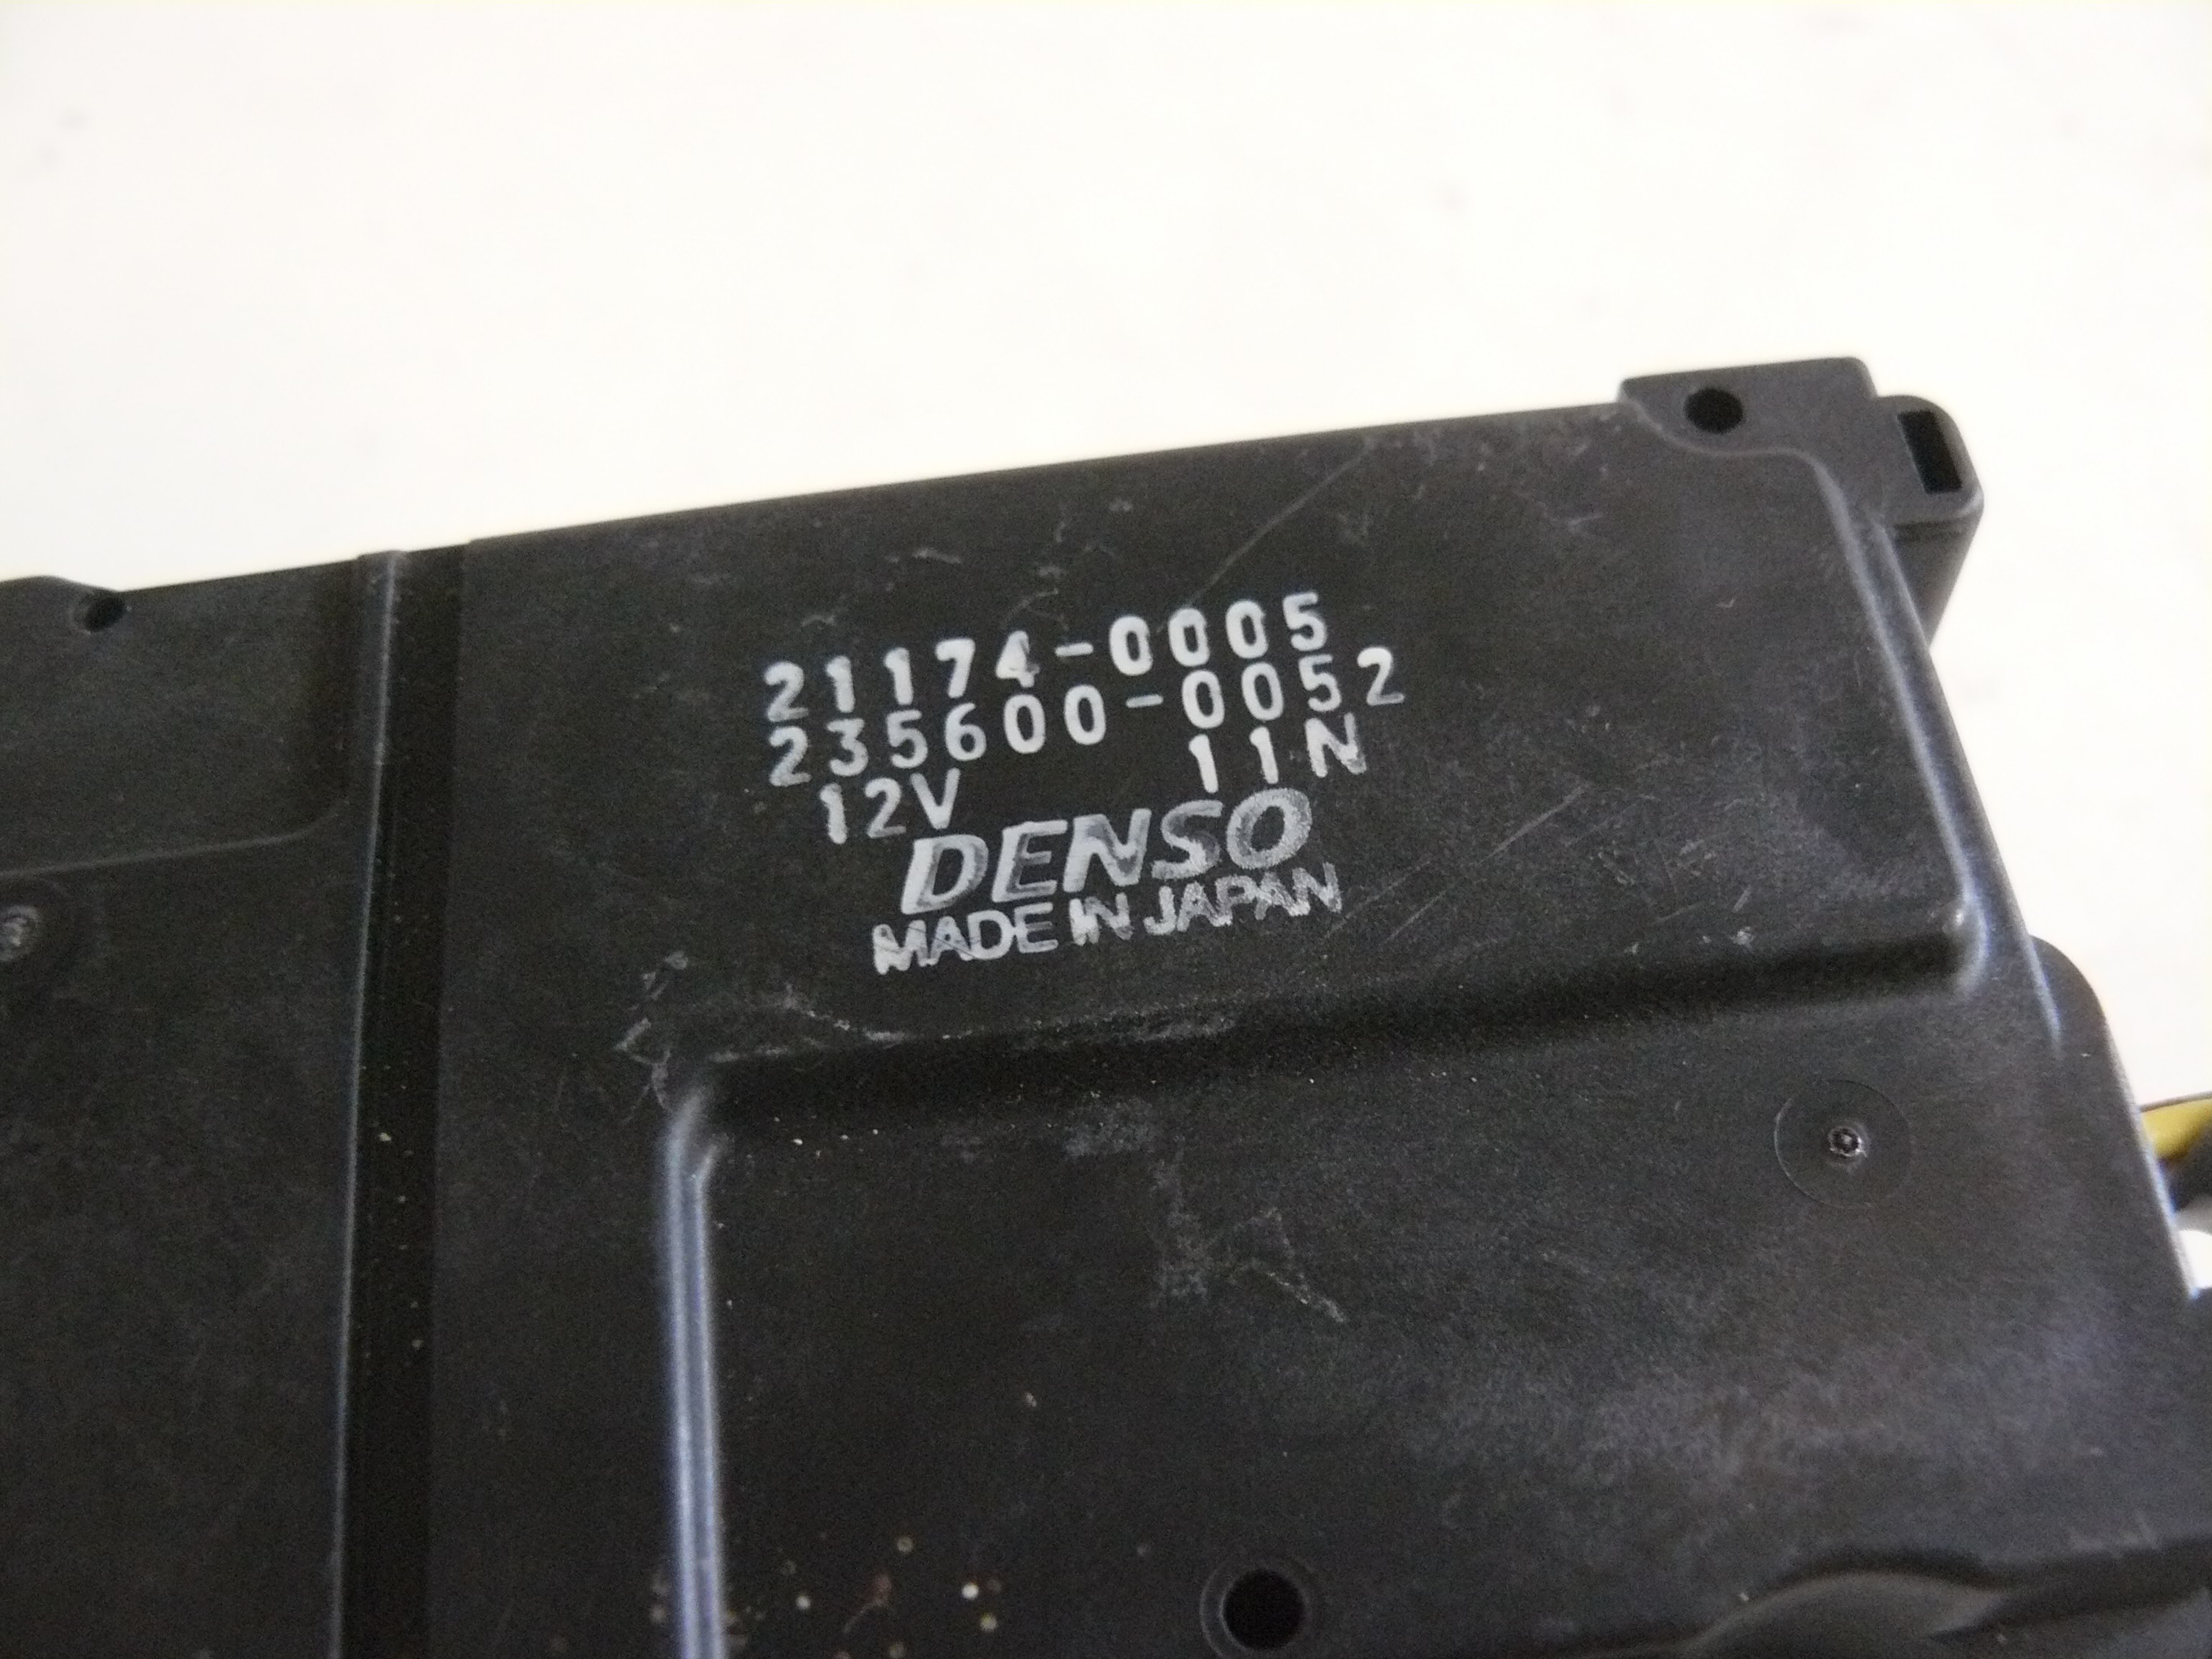 21174-0005
235600-0052
12V 11N
DENSO
MADE IN JAPAN